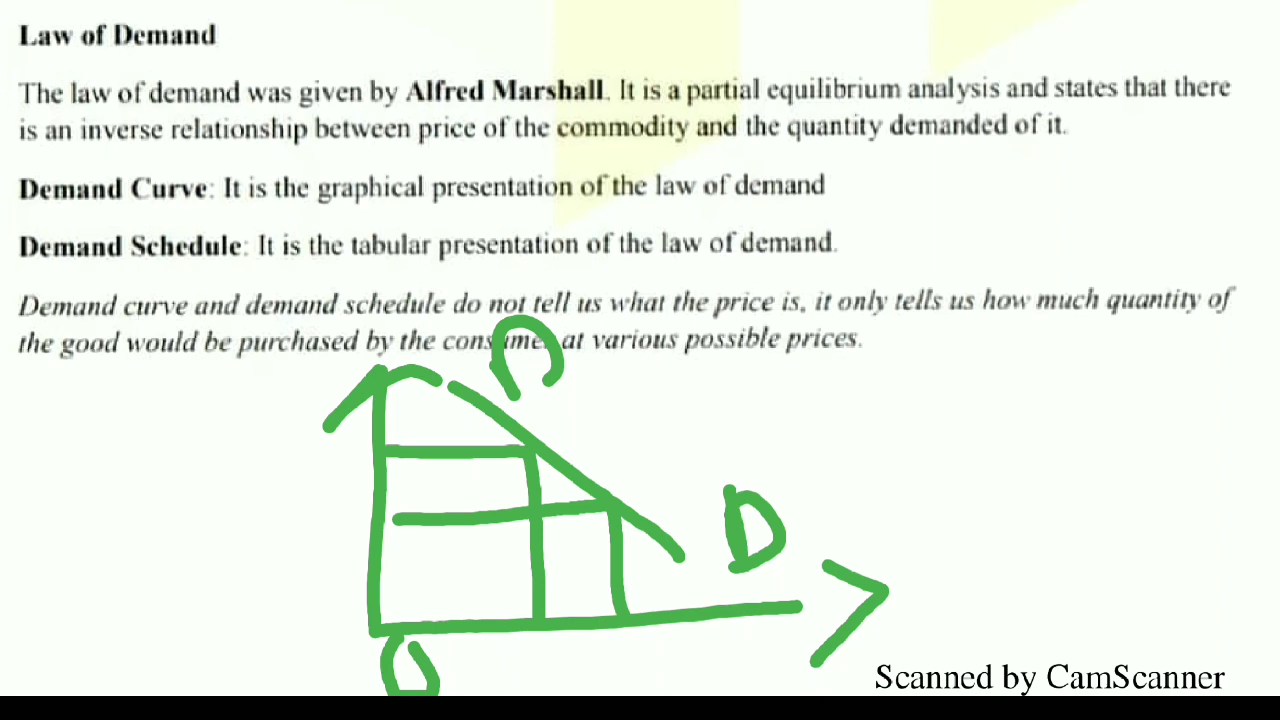 Law of Demand
The law of demand was given by Alfred Marshall. It is a partial equilibrium analysis and states that there
is an inverse relationship between price of the commodity and the quantity demanded of it.
Demand Curve: It is the graphical presentation of the law of demand
Demand Schedule: It is the tabular presentation of the law of demand.
Demand curve and demand schedule do not tell us what the price is, it only tells us how much quantity of
the good would be purchased by the consumer at various possible prices.
D
D
O
Scanned by CamScanner